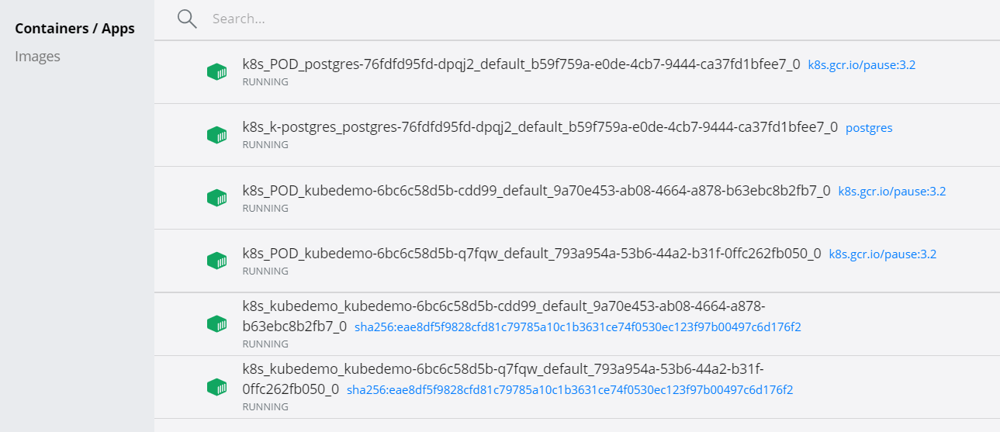 Containers / Apps
Images
Search...
k8s_POD_postgres-76fdfd95fd-dpqj2_default_b59f759a-e0de-4cb7-9444-ca37fd1bfee7_0 k8s.gcr.io/pause:3.2
RUNNING
k8s_k-postgres_postgres-76fdfd95fd-dpqj2_default_b59f759a-e0de-4cb7-9444-ca37fd1bfee7_0 postgres
RUNNING
k8s_POD_kubedemo-6bc6c58d5b-cdd99_default_9a70e453-ab08-4664-a878-b63ebc8b2fb7_0 k8s.gcr.io/pause:3.2
RUNNING
k8s_POD_kubedemo-6bc6c58d5b-q7fqw_default_793a954a-53b6-44a2-b31f-0ffc262fb050_0 k8s.gcr.io/pause:3.2
RUNNING
k8s_kubedemo_kubedemo-6bc6c58d5b-cdd99_default_9a70e453-ab08-4664-a878-
b63ebc8b2fb7_0 sha256:eae8df5f9828cfd81c79785a10c1b3631ce74f0530ec123f97b00497c6d176f2
RUNNING
k8s_kubedemo_kubedemo-6bc6c58d5b-q7fqw_default_793a954a-53b6-44a2-b31f-
0ffc262fb050_0 sha256:eae8df5f9828cfd81c79785a10c1b3631ce74f0530ec123f97b00497c6d176f2
RUNNING